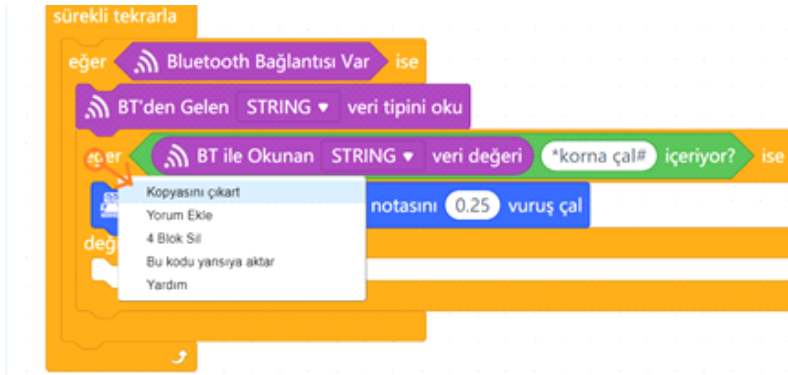 sürekli tekrarla
eğer Bluetooth Bağlantısı Var ise
BT'den Gelen STRING veri tipini oku
eğer BT ile Okunan STRING veri değeri *korna çal# içeriyor? ise
Kopyasını çıkart
notasını 0.25 vuruş çal
Yorum Ekle
4 Blok Sil
Bu kodu yansıya aktar
Yardım